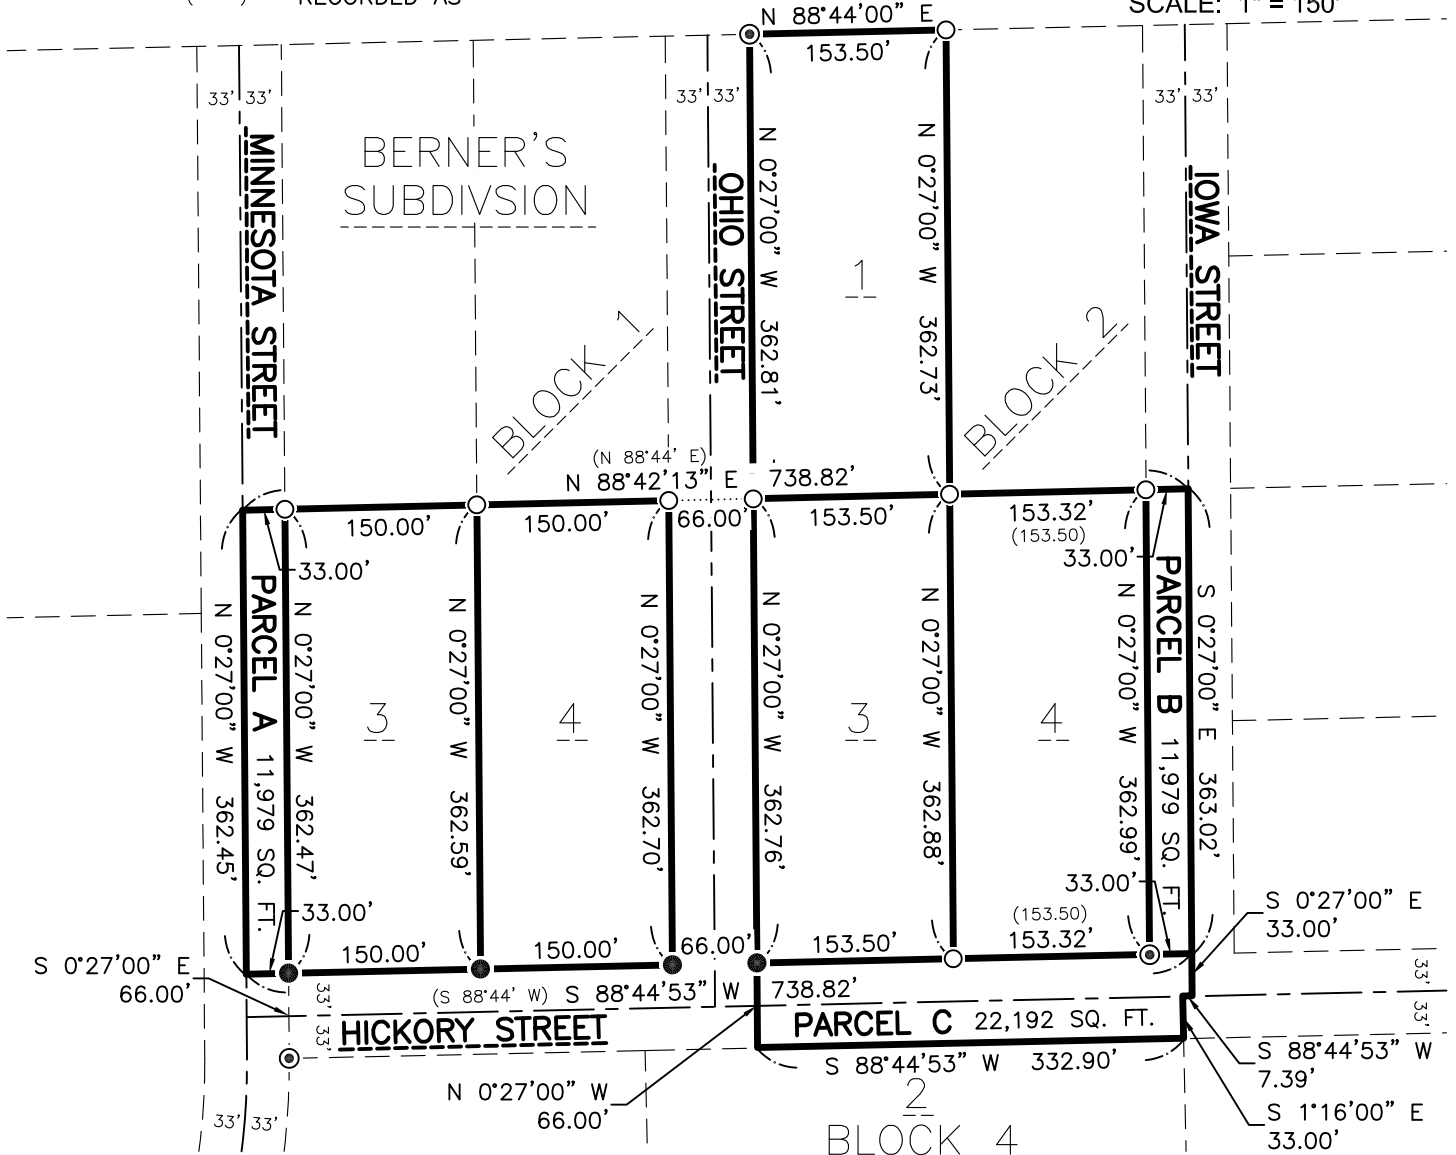 RECORDED AS
SCALE: 1" = 150'
N 88°44'00" E
153.50'
33' 33'
33' 33'
33' 33'
BERNER'S
SUBDIVSION
MINNESOTA STREET
OHIO STREET
IOWA STREET
N 0°27'00" W 362.81'
N 0°27'00" W 362.73'
1
BLOCK 1
BLOCK 2
(N 88°44' E)
N 88°42'13" E 738.82'
150.00'
150.00'
66.00'
153.50'
153.32'
(153.50)
33.00'
33.00'
N 0°27'00" W 362.45'
PARCEL A 11,979 SQ. FT.
N 0°27'00" W 362.47'
3
N 0°27'00" W 362.59'
4
N 0°27'00" W 362.70'
N 0°27'00" W 362.76'
3
N 0°27'00" W 362.88'
4
N 0°27'00" W 362.99'
PARCEL B 11,979 SQ. FT.
S 0°27'00" E 363.02'
33.00'
33.00'
(153.50)
150.00'
150.00'
66.00'
153.50'
153.32'
S 0°27'00" E
33.00'
S 0°27'00" E
66.00'
(S 88°44' W)
S 88°44'53" W 738.82'
33'
33'
33'
33'
HICKORY STREET
PARCEL C 22,192 SQ. FT.
S 88°44'53" W 332.90'
S 88°44'53" W
7.39'
N 0°27'00" W
66.00'
S 1°16'00" E
33.00'
33' 33'
2
BLOCK 4